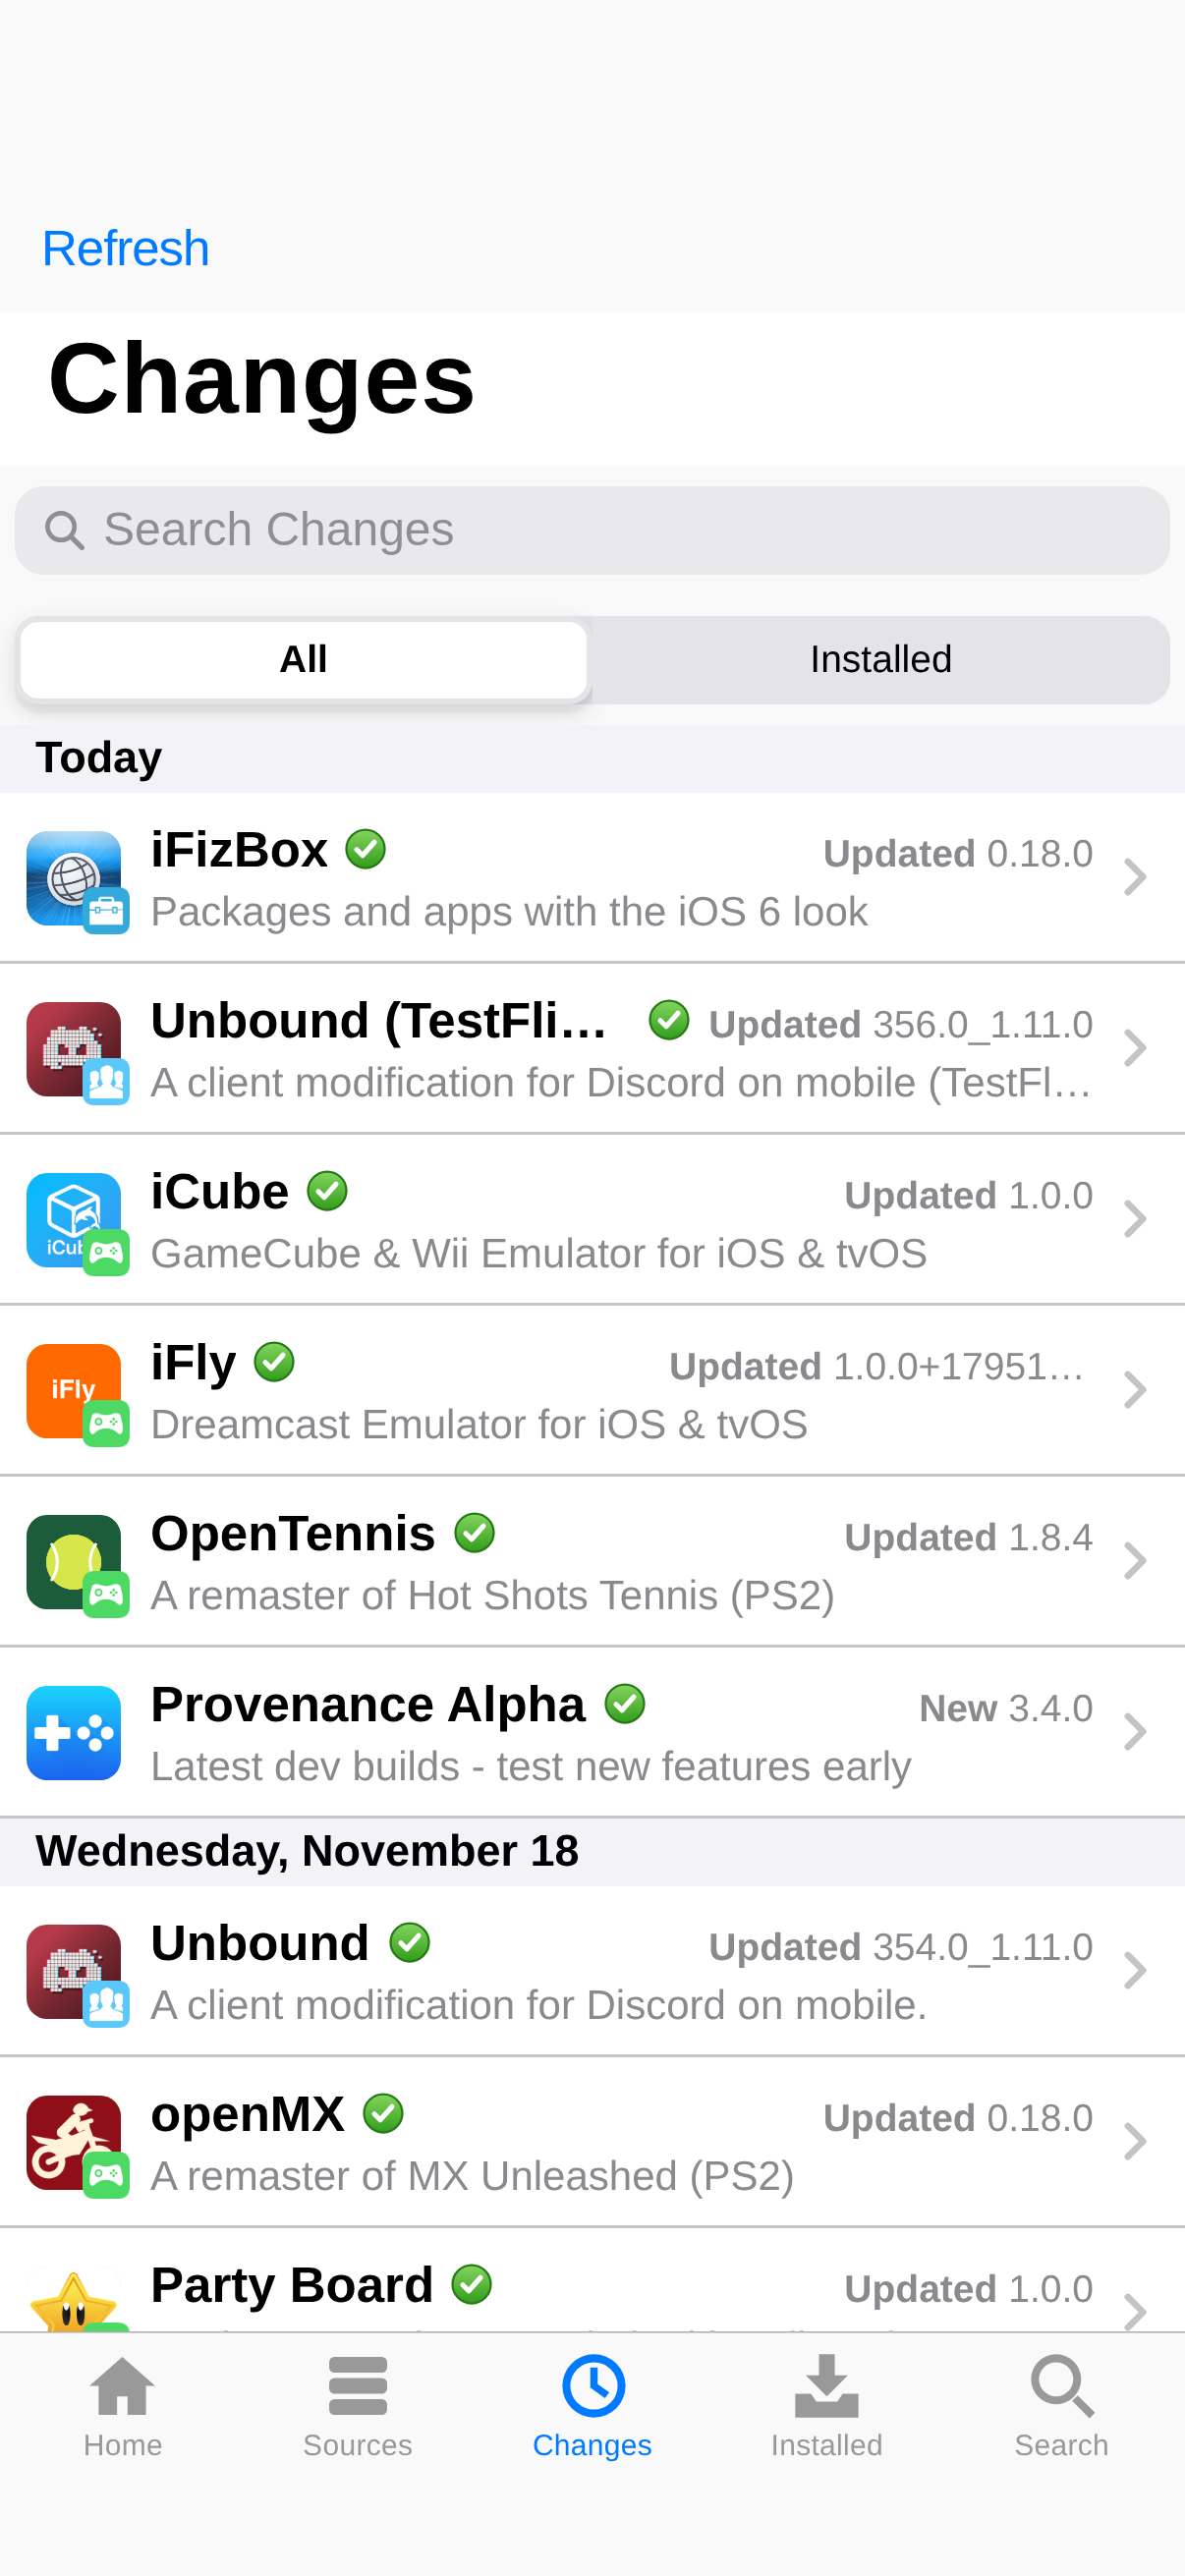 Refresh
Changes
Search Changes
All
Installed
Today
iFizBox
Updated 0.18.0
Packages and apps with the iOS 6 look
Unbound (TestFli…
Updated 356.0_1.11.0
A client modification for Discord on mobile (TestFl…
iCube
Updated 1.0.0
GameCube & Wii Emulator for iOS & tvOS
iFly
iFly
Updated 1.0.0+17951…
Dreamcast Emulator for iOS & tvOS
OpenTennis
Updated 1.8.4
A remaster of Hot Shots Tennis (PS2)
Provenance Alpha
New 3.4.0
Latest dev builds - test new features early
Wednesday, November 18
Unbound
Updated 354.0_1.11.0
A client modification for Discord on mobile.
openMX
Updated 0.18.0
A remaster of MX Unleashed (PS2)
Party Board
Updated 1.0.0
Home
Sources
Changes
Installed
Search